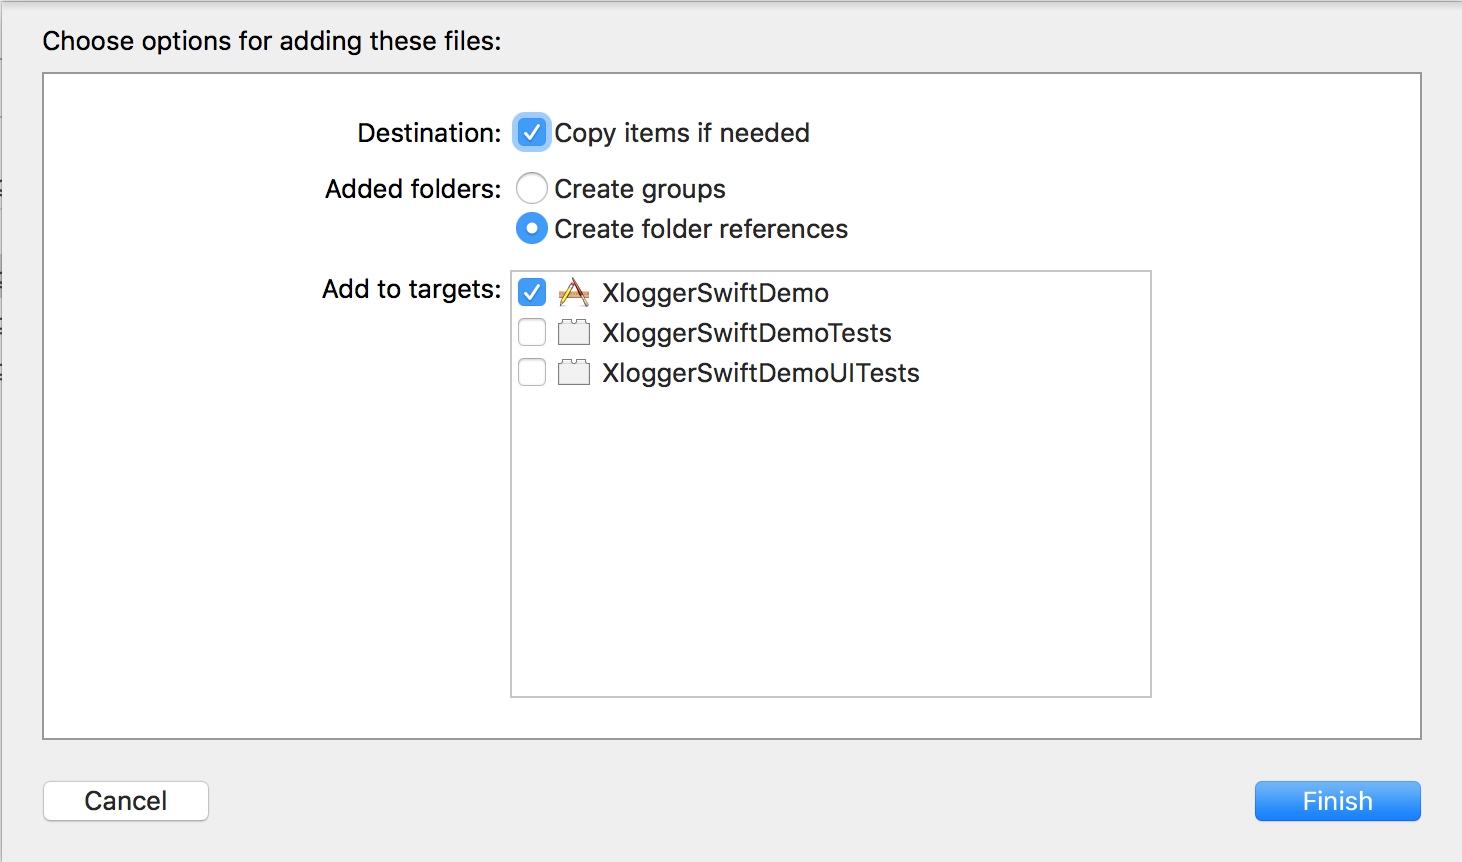 Choose options for adding these files:
Destination: Copy items if needed
Added folders: Create groups
Create folder references
Add to targets: XloggerSwiftDemo
XloggerSwiftDemoTests
XloggerSwiftDemoUITests
Cancel Finish